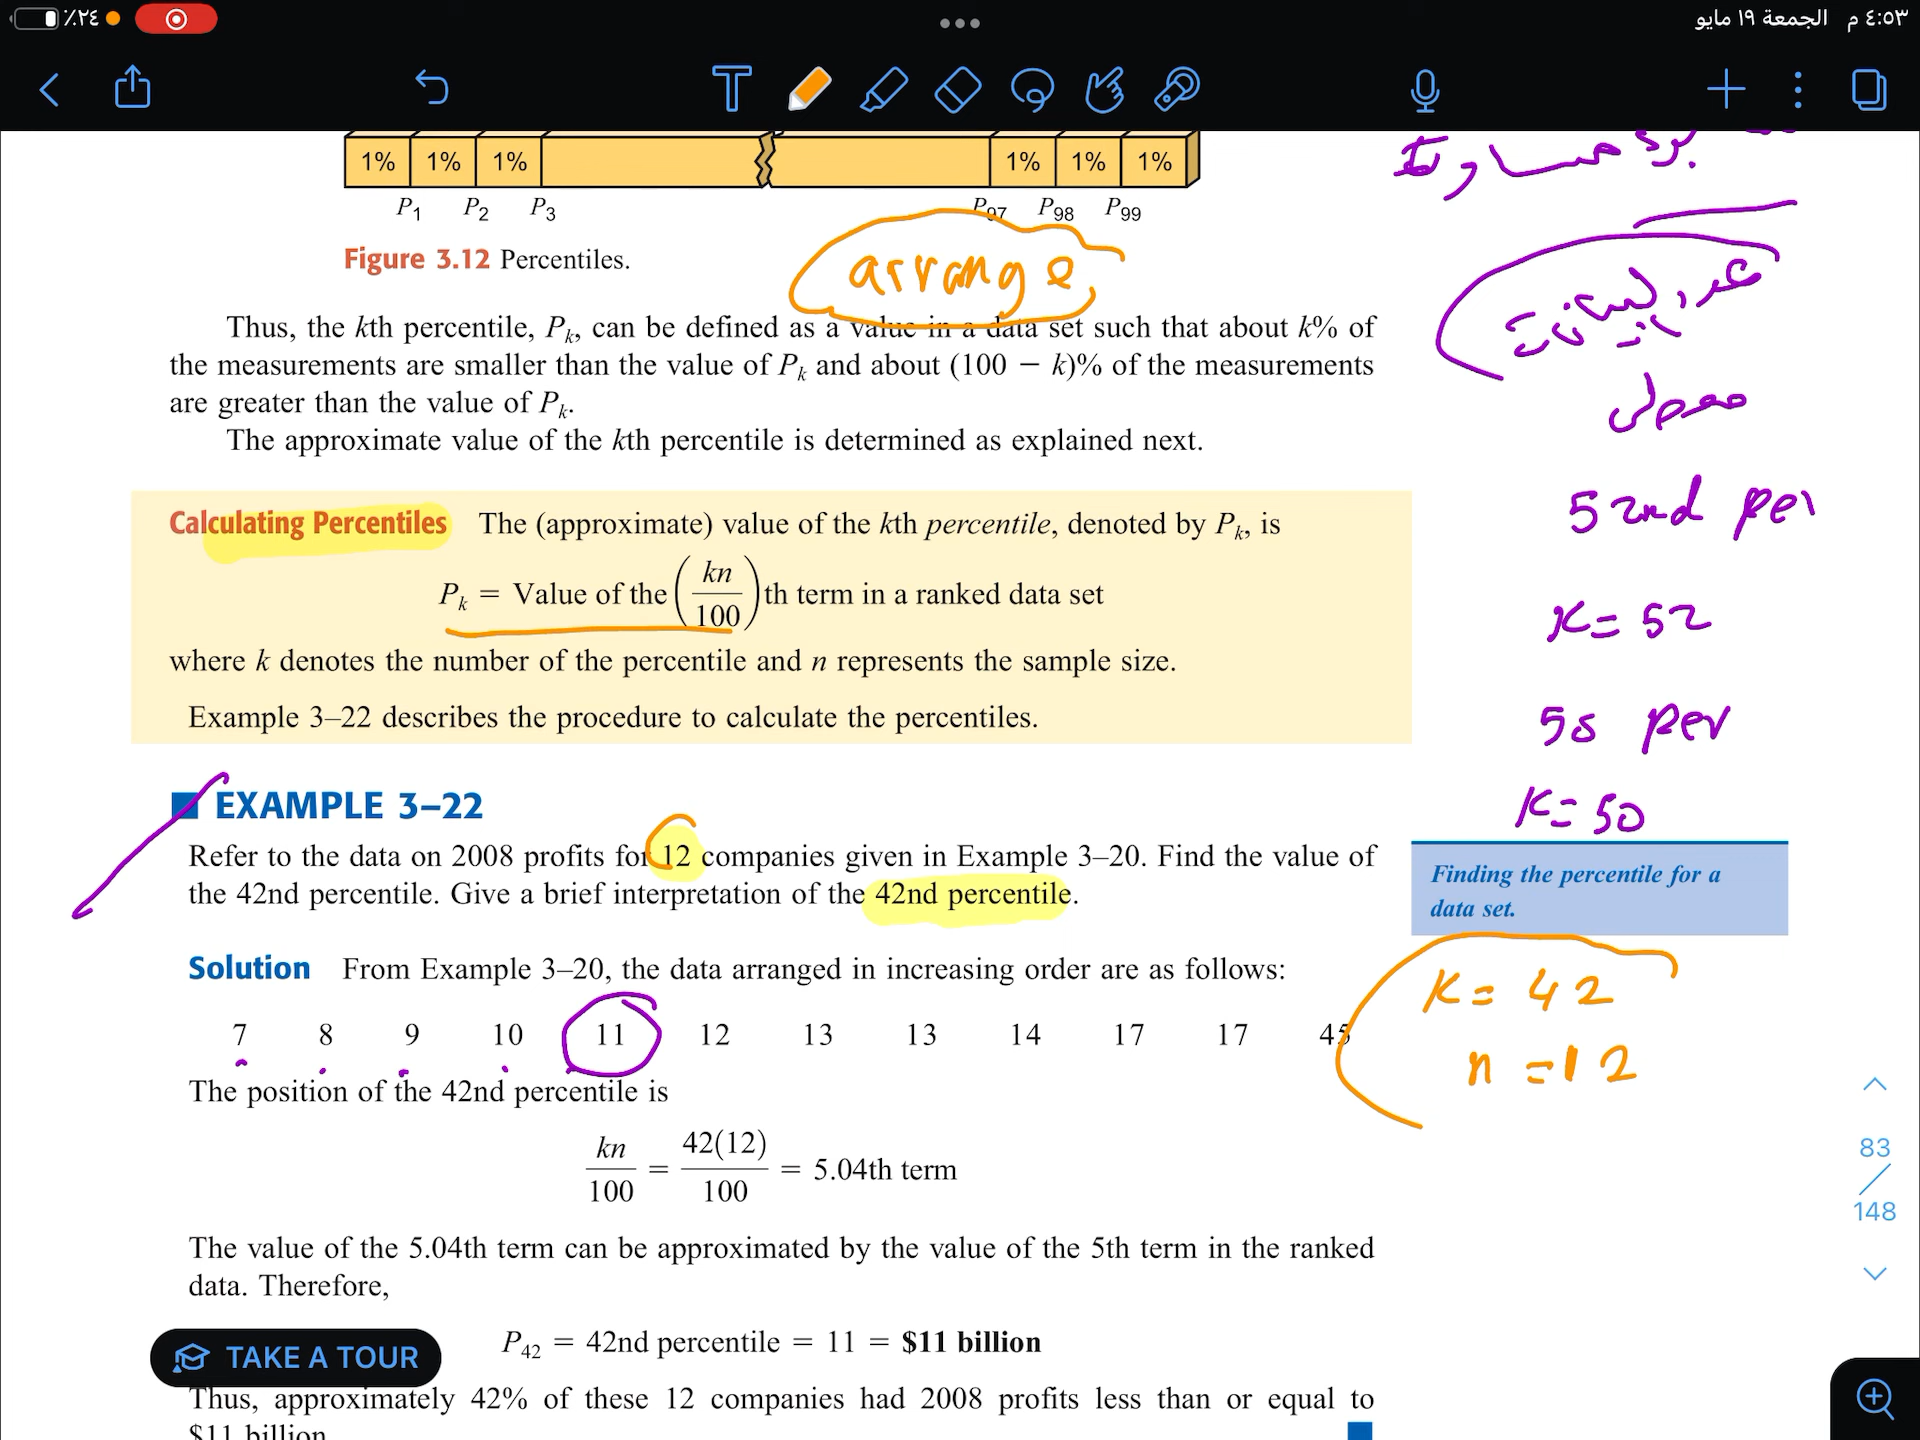 ٪٢٤
٤:٥٣ م الجمعة ١٩ مايو
1% 1% 1% 1% 1% 1%
P1 P2 P3 P97 P98 P99
Figure 3.12 Percentiles.
arrange
Thus, the kth percentile, Pk, can be defined as a value in a data set such that about k% of
the measurements are smaller than the value of Pk and about (100 − k)% of the measurements
are greater than the value of Pk.
The approximate value of the kth percentile is determined as explained next.
عدد البيانات
52nd per
K= 52
50 per
K= 50
Calculating Percentiles The (approximate) value of the kth percentile, denoted by Pk, is
Pk = Value of the (kn/100)th term in a ranked data set
where k denotes the number of the percentile and n represents the sample size.
Example 3–22 describes the procedure to calculate the percentiles.
EXAMPLE 3–22
Refer to the data on 2008 profits for 12 companies given in Example 3–20. Find the value of
the 42nd percentile. Give a brief interpretation of the 42nd percentile.
Finding the percentile for a
data set.
Solution From Example 3–20, the data arranged in increasing order are as follows:
7 8 9 10 11 12 13 13 14 17 17 45
K= 42
n =12
The position of the 42nd percentile is
kn/100 = 42(12)/100 = 5.04th term
The value of the 5.04th term can be approximated by the value of the 5th term in the ranked
data. Therefore,
P42 = 42nd percentile = 11 = $11 billion
Thus, approximately 42% of these 12 companies had 2008 profits less than or equal to
$11 billion.
TAKE A TOUR
83
148